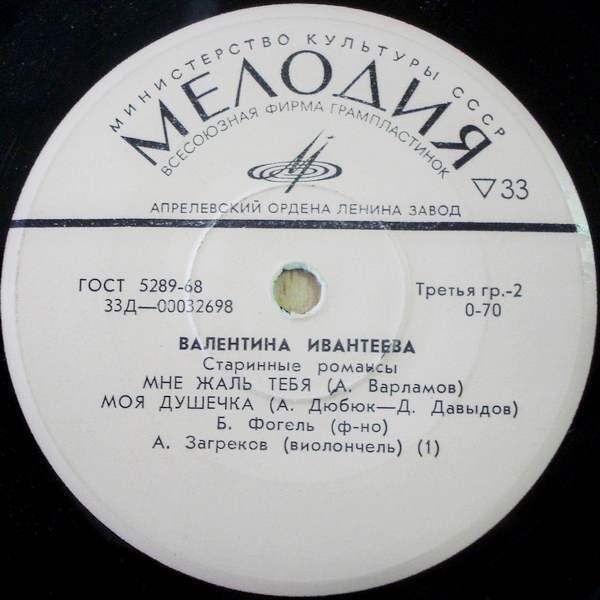 МИНИСТЕРСТВО КУЛЬТУРЫ СССР
МЕЛОДИЯ
ВСЕСОЮЗНАЯ ФИРМА ГРАМПЛАСТИНОК
▽33
АПРЕЛЕВСКИЙ ОРДЕНА ЛЕНИНА ЗАВОД
ГОСТ 5289-68
33Д—00032698
Третья гр.-2
0-70
ВАЛЕНТИНА ИВАНТЕЕВА
Старинные романсы
МНЕ ЖАЛЬ ТЕБЯ (А. Варламов)
МОЯ ДУШЕЧКА (А. Дюбюк—Д. Давыдов)
Б. Фогель (ф-но)
А. Загреков (виолончель) (1)